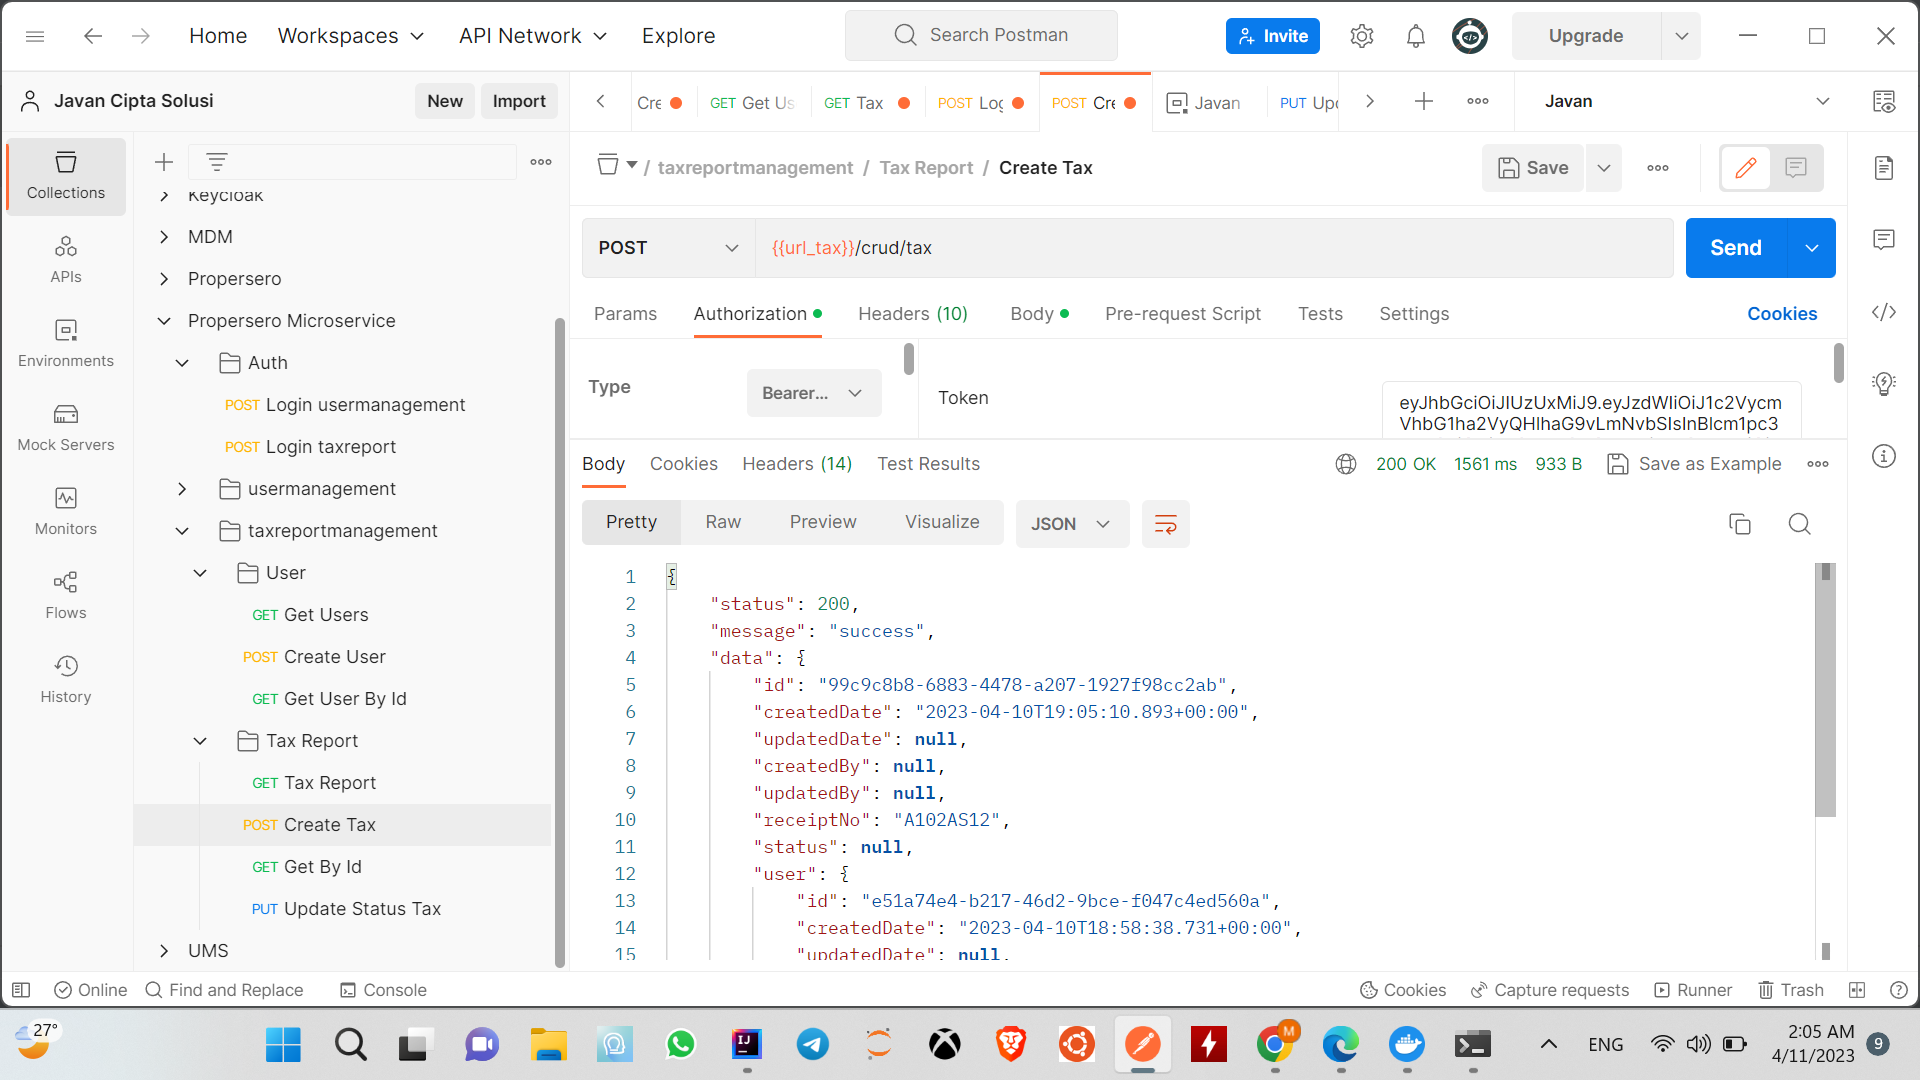 Home Workspaces API Network Explore Search Postman Invite Upgrade
Javan Cipta Solusi New Import
Cre GET Get Us GET Tax POST Log POST Cre Javan PUT Upd Javan
Collections
APIs
Environments
Mock Servers
Monitors
Flows
History
Keycloak
MDM
Propersero
Propersero Microservice
Auth
POST Login usermanagement
POST Login taxreport
usermanagement
taxreportmanagement
User
GET Get Users
POST Create User
GET Get User By Id
Tax Report
GET Tax Report
POST Create Tax
GET Get By Id
PUT Update Status Tax
UMS
/ taxreportmanagement / Tax Report / Create Tax Save
POST {{url_tax}}/crud/tax Send
Params Authorization Headers (10) Body Pre-request Script Tests Settings Cookies
Type Bearer... Token
eyJhbGciOiJIUzUxMiJ9.eyJzdWIiOiJ1c2Vycm
VhbG1ha2VyQHlhaG9vLmNvbSIsInBlcm1pc3
Body Cookies Headers (14) Test Results 200 OK 1561 ms 933 B Save as Example
Pretty Raw Preview Visualize JSON
1 {
2 "status": 200,
3 "message": "success",
4 "data": {
5 "id": "99c9c8b8-6883-4478-a207-1927f98cc2ab",
6 "createdDate": "2023-04-10T19:05:10.893+00:00",
7 "updatedDate": null,
8 "createdBy": null,
9 "updatedBy": null,
10 "receiptNo": "A102AS12",
11 "status": null,
12 "user": {
13 "id": "e51a74e4-b217-46d2-9bce-f047c4ed560a",
14 "createdDate": "2023-04-10T18:58:38.731+00:00",
15 "updatedDate": null,
Online Find and Replace Console Cookies Capture requests Runner Trash
27° IJ M ENG 2:05 AM
4/11/2023 9